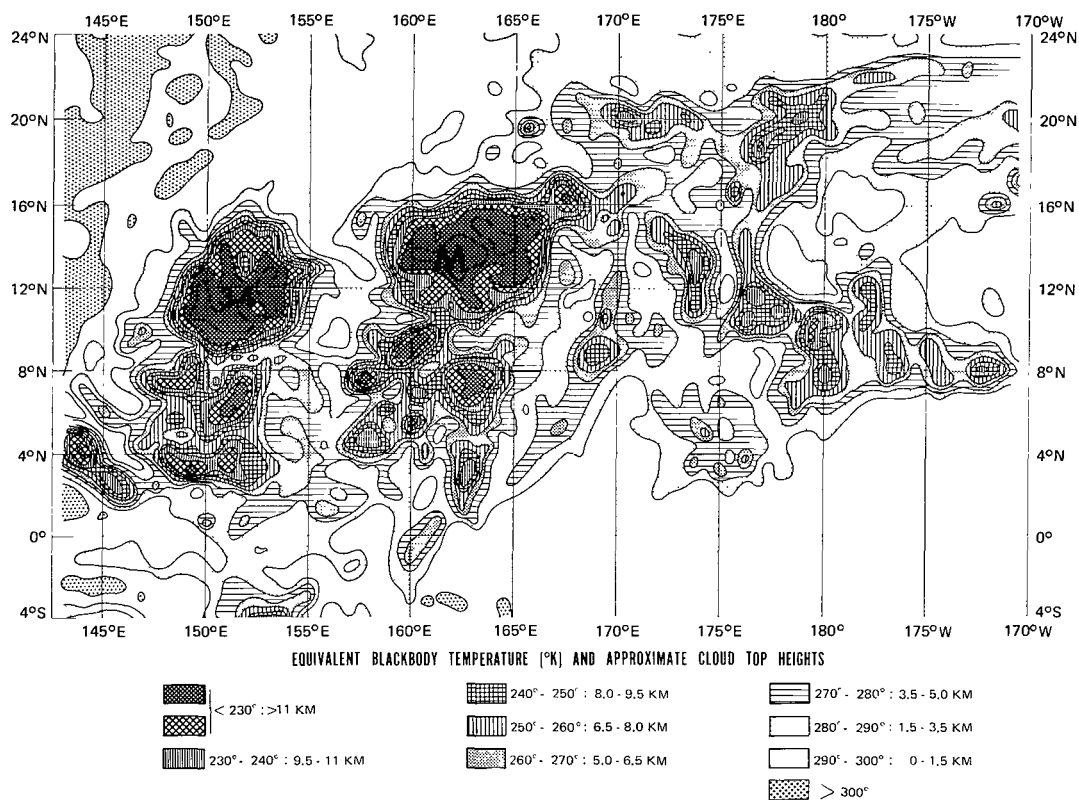 145°E 150°E 155°E 160°E 165°E 170°E 175°E 180° 175°W 170°W
24°N 24°N
20°N 20°N
16°N 16°N
M
12°N 12°N
34
8°N 8°N
4°N 4°N
0° 0°
4°S 4°S
145°E 150°E 155°E 160°E 165°E 170°E 175°E 180° 175°W 170°W
EQUIVALENT BLACKBODY TEMPERATURE (°K) AND APPROXIMATE CLOUD TOP HEIGHTS
< 230° : >11 KM
230° - 240° : 9.5 - 11 KM
240° - 250° : 8.0 - 9.5 KM
250° - 260° : 6.5 - 8.0 KM
260° - 270° : 5.0 - 6.5 KM
270° - 280° : 3.5 - 5.0 KM
280° - 290° : 1.5 - 3.5 KM
290° - 300° : 0 - 1.5 KM
> 300°